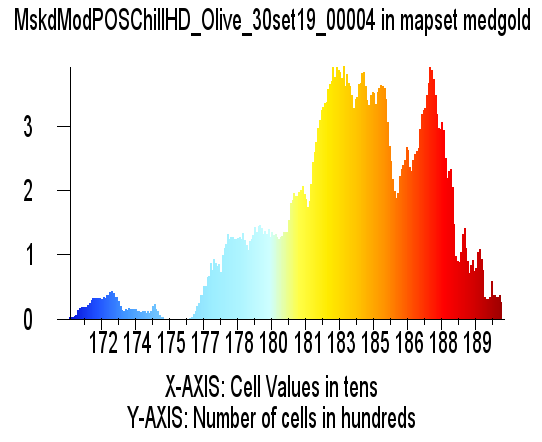 MskdModPOSChillHD_Olive_30set19_00004 in mapset medgold
3
2
1
0
172 174 175 177 178 180 181 183 185 186 188 189
X-AXIS: Cell Values in tens
Y-AXIS: Number of cells in hundreds